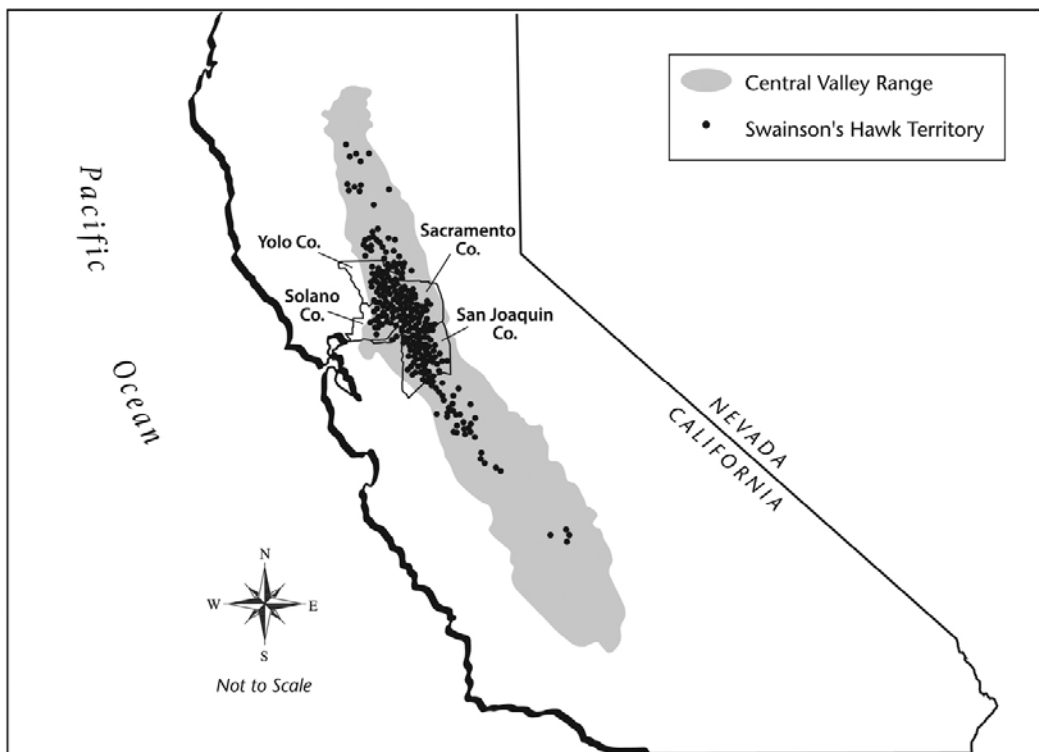 Central Valley Range
Swainson's Hawk Territory
Pacific
Ocean
Yolo Co.
Sacramento
Co.
Solano
Co.
San Joaquin
Co.
NEVADA
CALIFORNIA
N
W
E
S
Not to Scale